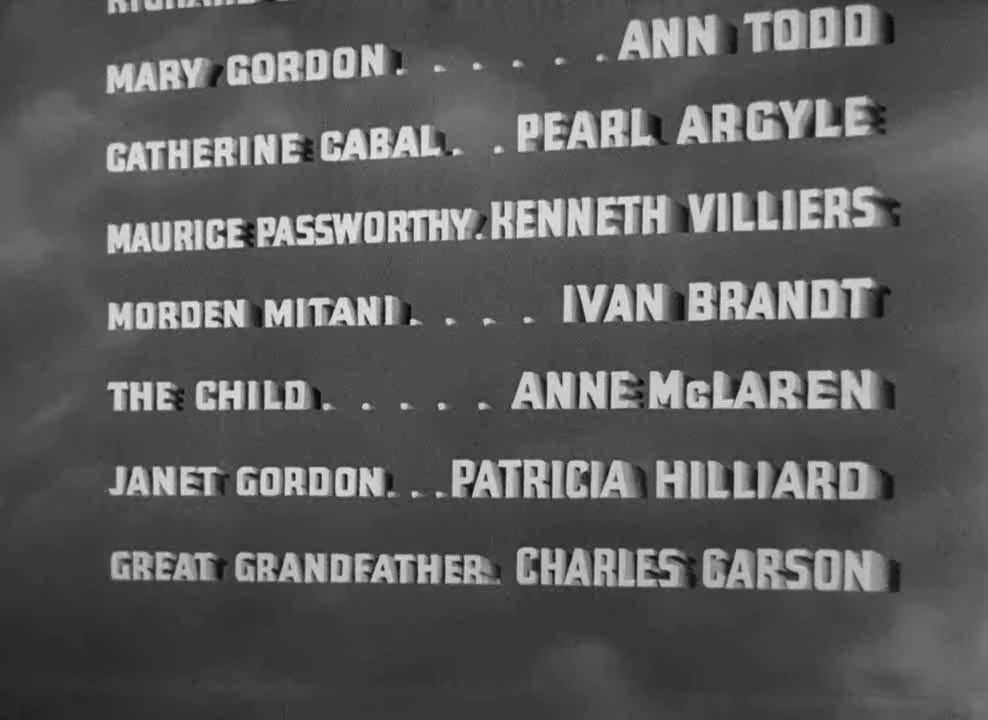 MARY GORDON. . . . . . ANN TODD
CATHERINE CABAL. . PEARL ARGYLE
MAURICE PASSWORTHY. KENNETH VILLIERS
MORDEN MITANI. . . . IVAN BRANDT
THE CHILD. . . . . ANNE McLAREN
JANET GORDON. . . PATRICIA HILLIARD
GREAT GRANDFATHER. CHARLES CARSON